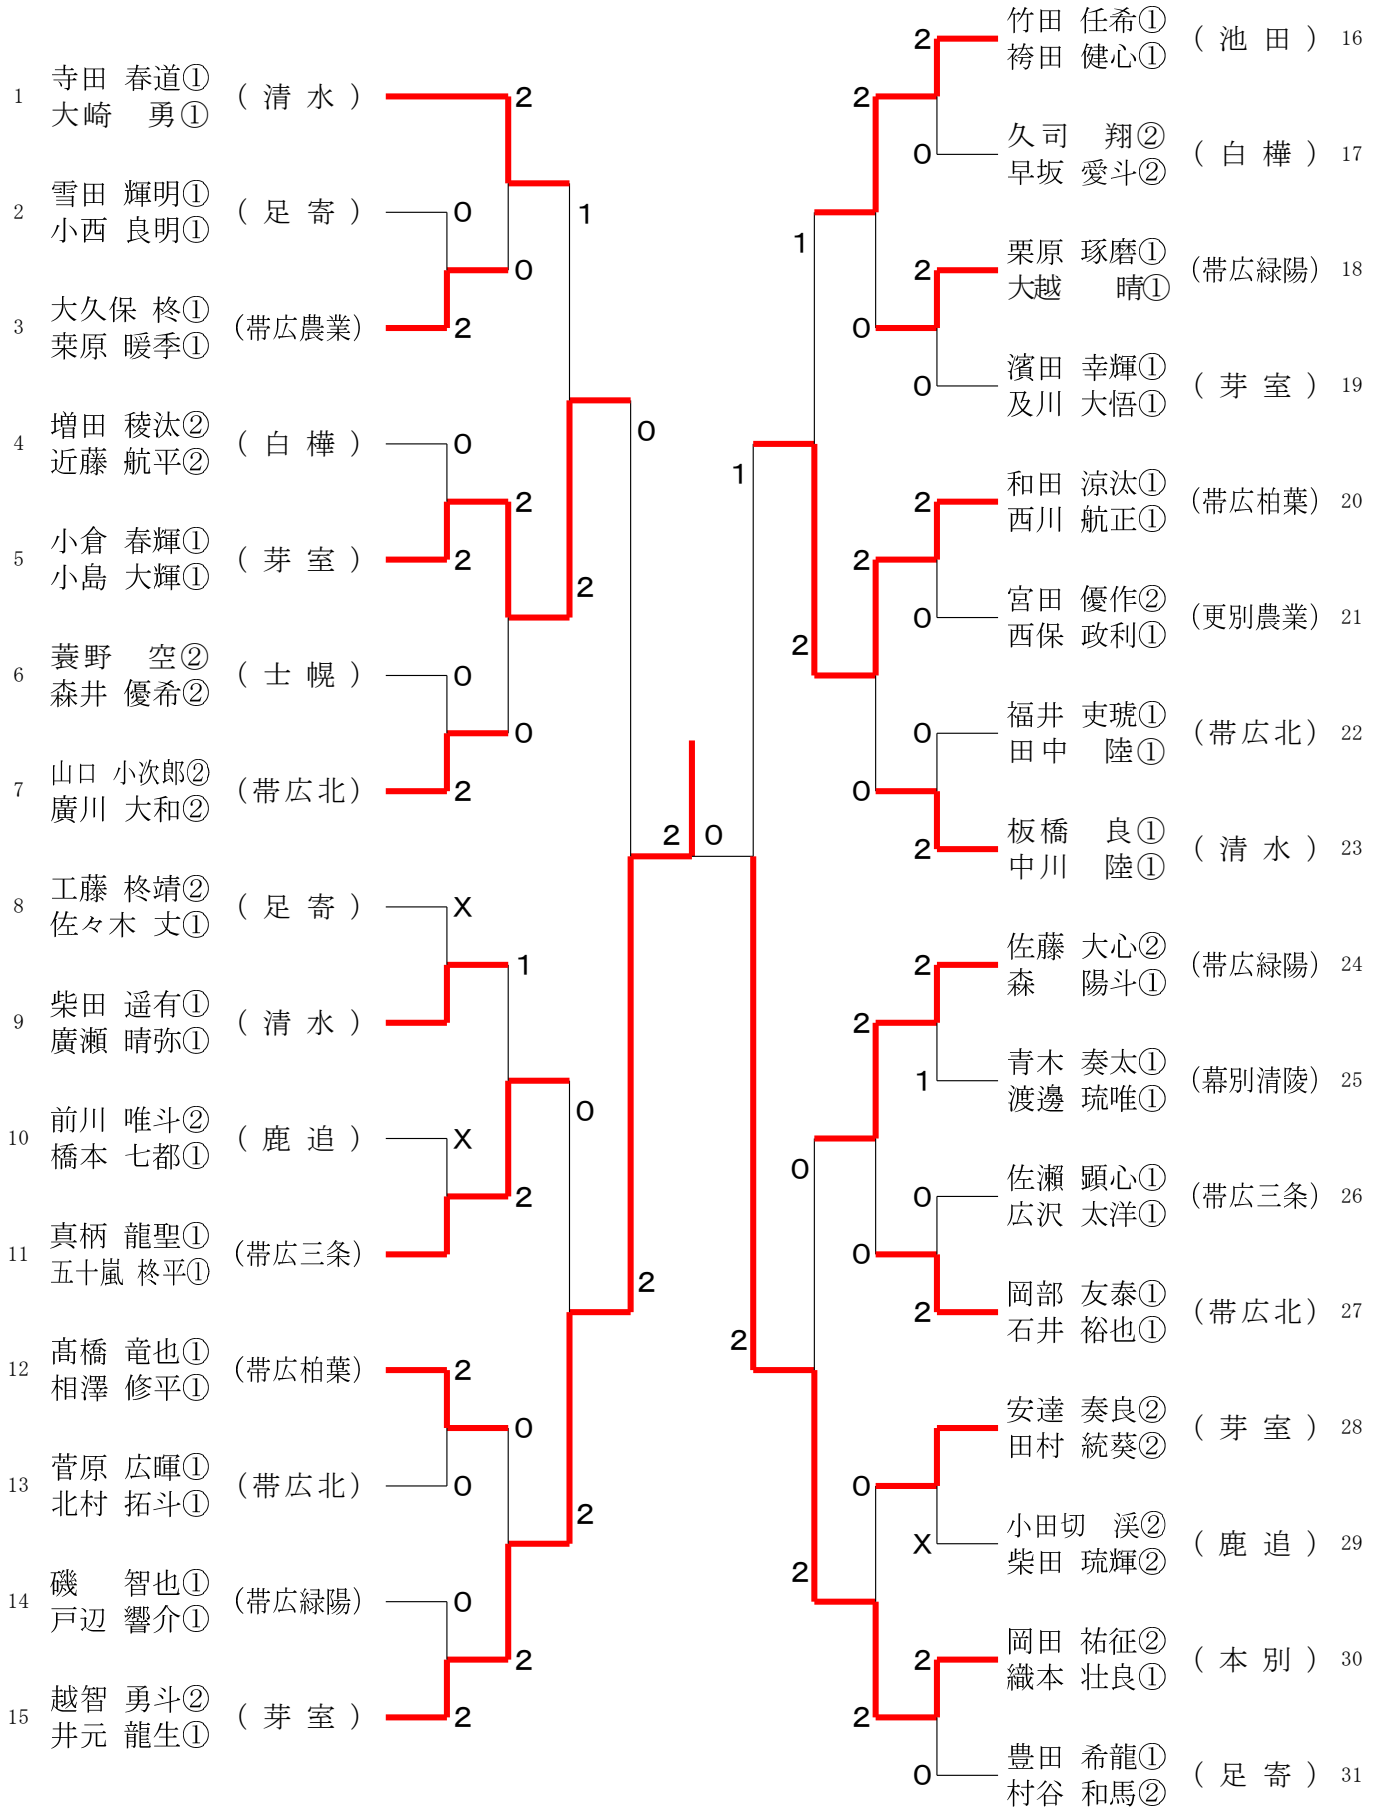 1 寺田 春道① 大崎 勇① ( 清 水 ) 2
2 雪田 輝明① 小西 良明① ( 足 寄 ) 0
3 大久保 柊① 桒原 暖季① (帯広農業) 2
0
1
4 増田 稜汰② 近藤 航平② ( 白 樺 ) 0
5 小倉 春輝① 小島 大輝① ( 芽 室 ) 2
2
6 蓑野 空② 森井 優希② ( 士 幌 ) 0
7 山口 小次郎② 廣川 大和② (帯広北) 2
0
2
0
8 工藤 柊靖② 佐々木 丈① ( 足 寄 ) X
9 柴田 遥有① 廣瀬 晴弥① ( 清 水 )
1
10 前川 唯斗② 橋本 七都① ( 鹿 追 ) X
11 真柄 龍聖① 五十嵐 柊平① (帯広三条)
2
0
12 髙橋 竜也① 相澤 修平① (帯広柏葉) 2
13 菅原 広暉① 北村 拓斗① (帯広北) 0
0
14 磯 智也① 戸辺 響介① (帯広緑陽) 0
15 越智 勇斗② 井元 龍生① ( 芽 室 ) 2
2
2
2
2 0
2 竹田 任希① 袴田 健心① ( 池 田 ) 16
0 久司 翔② 早坂 愛斗② ( 白 樺 ) 17
2
2 栗原 琢磨① 大越 晴① (帯広緑陽) 18
0 濱田 幸輝① 及川 大悟① ( 芽 室 ) 19
0
1
2 和田 涼汰① 西川 航正① (帯広柏葉) 20
0 宮田 優作② 西保 政利① (更別農業) 21
2
0 福井 吏琥① 田中 陸① (帯広北) 22
2 板橋 良① 中川 陸① ( 清 水 ) 23
0
2
1
2 佐藤 大心② 森 陽斗① (帯広緑陽) 24
1 青木 奏太① 渡邊 琉唯① (幕別清陵) 25
2
0 佐瀬 顕心① 広沢 太洋① (帯広三条) 26
2 岡部 友泰① 石井 裕也① (帯広北) 27
0
0
安達 奏良② 田村 統葵② ( 芽 室 ) 28
X 小田切 渓② 柴田 琉輝② ( 鹿 追 ) 29
0
2 岡田 祐征② 織本 壮良① ( 本 別 ) 30
0 豊田 希龍① 村谷 和馬② ( 足 寄 ) 31
2
2
2